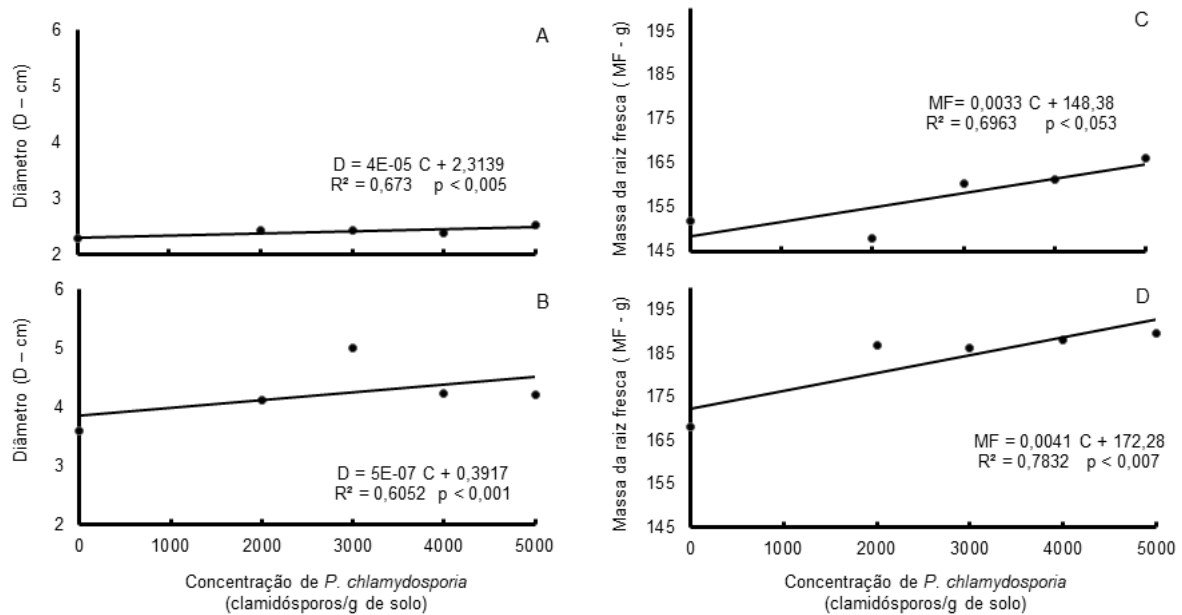 A
Diâmetro (D – cm)
6
5
4
3
2
D = 4E-05 C + 2,3139
R² = 0,673 p < 0,005
B
Diâmetro (D – cm)
6
5
4
3
2
D = 5E-07 C + 0,3917
R² = 0,6052 p < 0,001
0 1000 2000 3000 4000 5000
Concentração de P. chlamydosporia
(clamidósporos/g de solo)
C
Massa da raiz fresca ( MF - g)
195
185
175
165
155
145
MF= 0,0033 C + 148,38
R² = 0,6963 p < 0,053
D
Massa da raiz fresca ( MF - g)
195
185
175
165
155
145
MF = 0,0041 C + 172,28
R² = 0,7832 p < 0,007
0 1000 2000 3000 4000 5000
Concentração de P. chlamydosporia
(clamidósporos/g de solo)